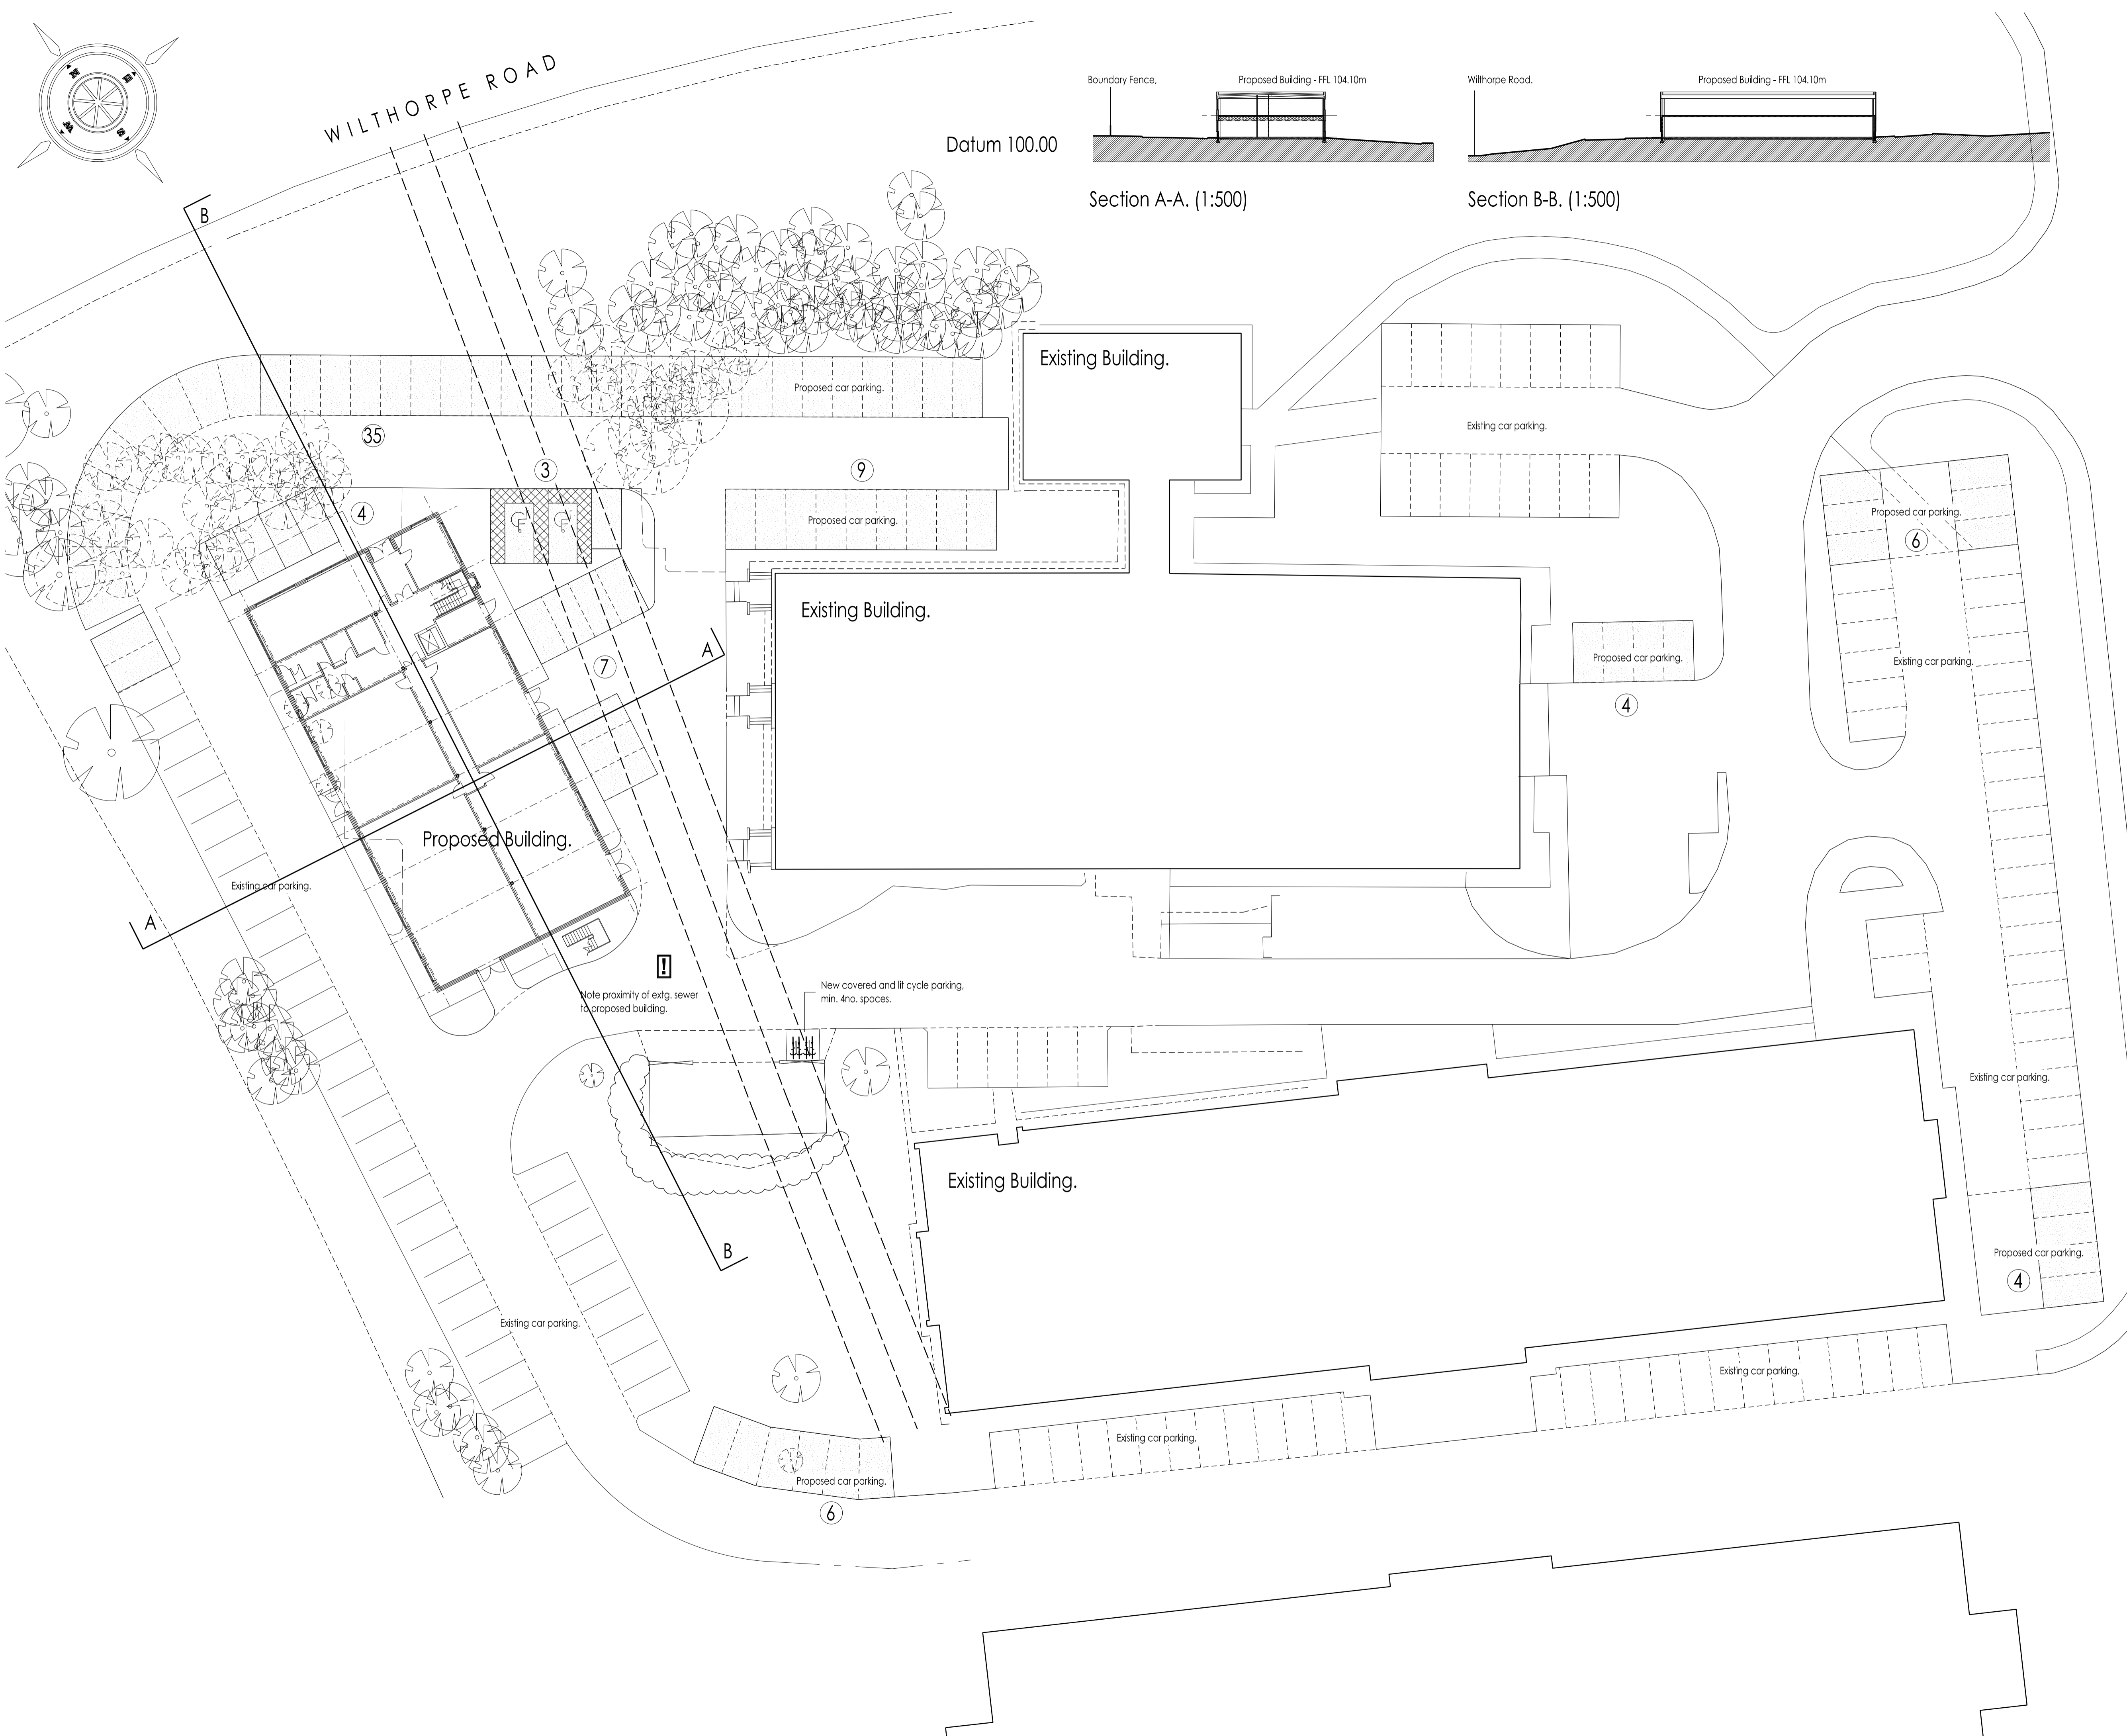 N
E
S
W
WILTHORPE ROAD
Boundary Fence.
Proposed Building - FFL 104.10m
Wilthorpe Road.
Proposed Building - FFL 104.10m
Datum 100.00
Section A-A. (1:500)
Section B-B. (1:500)
B
Existing Building.
Proposed car parking.
35
3
9
4
Proposed car parking.
Existing car parking.
Proposed car parking.
6
Existing Building.
A
7
Proposed car parking.
4
Existing car parking.
Proposed Building.
Existing car parking.
A
!
Note proximity of extg. sewer
to proposed building.
New covered and lit cycle parking,
min. 4no. spaces.
Existing car parking.
Existing Building.
B
Proposed car parking.
4
Existing car parking.
Existing car parking.
Existing car parking.
Proposed car parking.
6